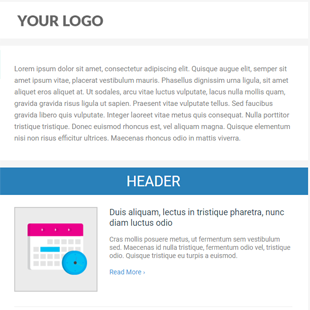 YOUR LOGO
Lorem ipsum dolor sit amet, consectetur adipiscing elit. Quisque augue elit, semper sit
amet ipsum vitae, placerat vestibulum mauris. Phasellus dignissim urna ligula, sit amet
aliquet eros aliquet at. Ut sodales, arcu vitae luctus vulputate, lacus nulla mollis quam,
gravida gravida risus ligula ut sapien. Praesent vitae vulputate tellus. Sed faucibus
gravida libero quis vulputate. Integer laoreet vitae metus quis consequat. Nulla porttitor
tristique tristique. Donec euismod rhoncus est, vel aliquam magna. Quisque elementum
nisi non risus efficitur ultrices. Maecenas rhoncus odio in mattis viverra.
HEADER
Duis aliquam, lectus in tristique pharetra, nunc
diam luctus odio
Cras mollis posuere metus, ut fermentum sem vestibulum
sed. Maecenas id nulla tristique, fermentum odio vel, tristique
odio. Quisque tristique eu turpis a euismod.
Read More ›